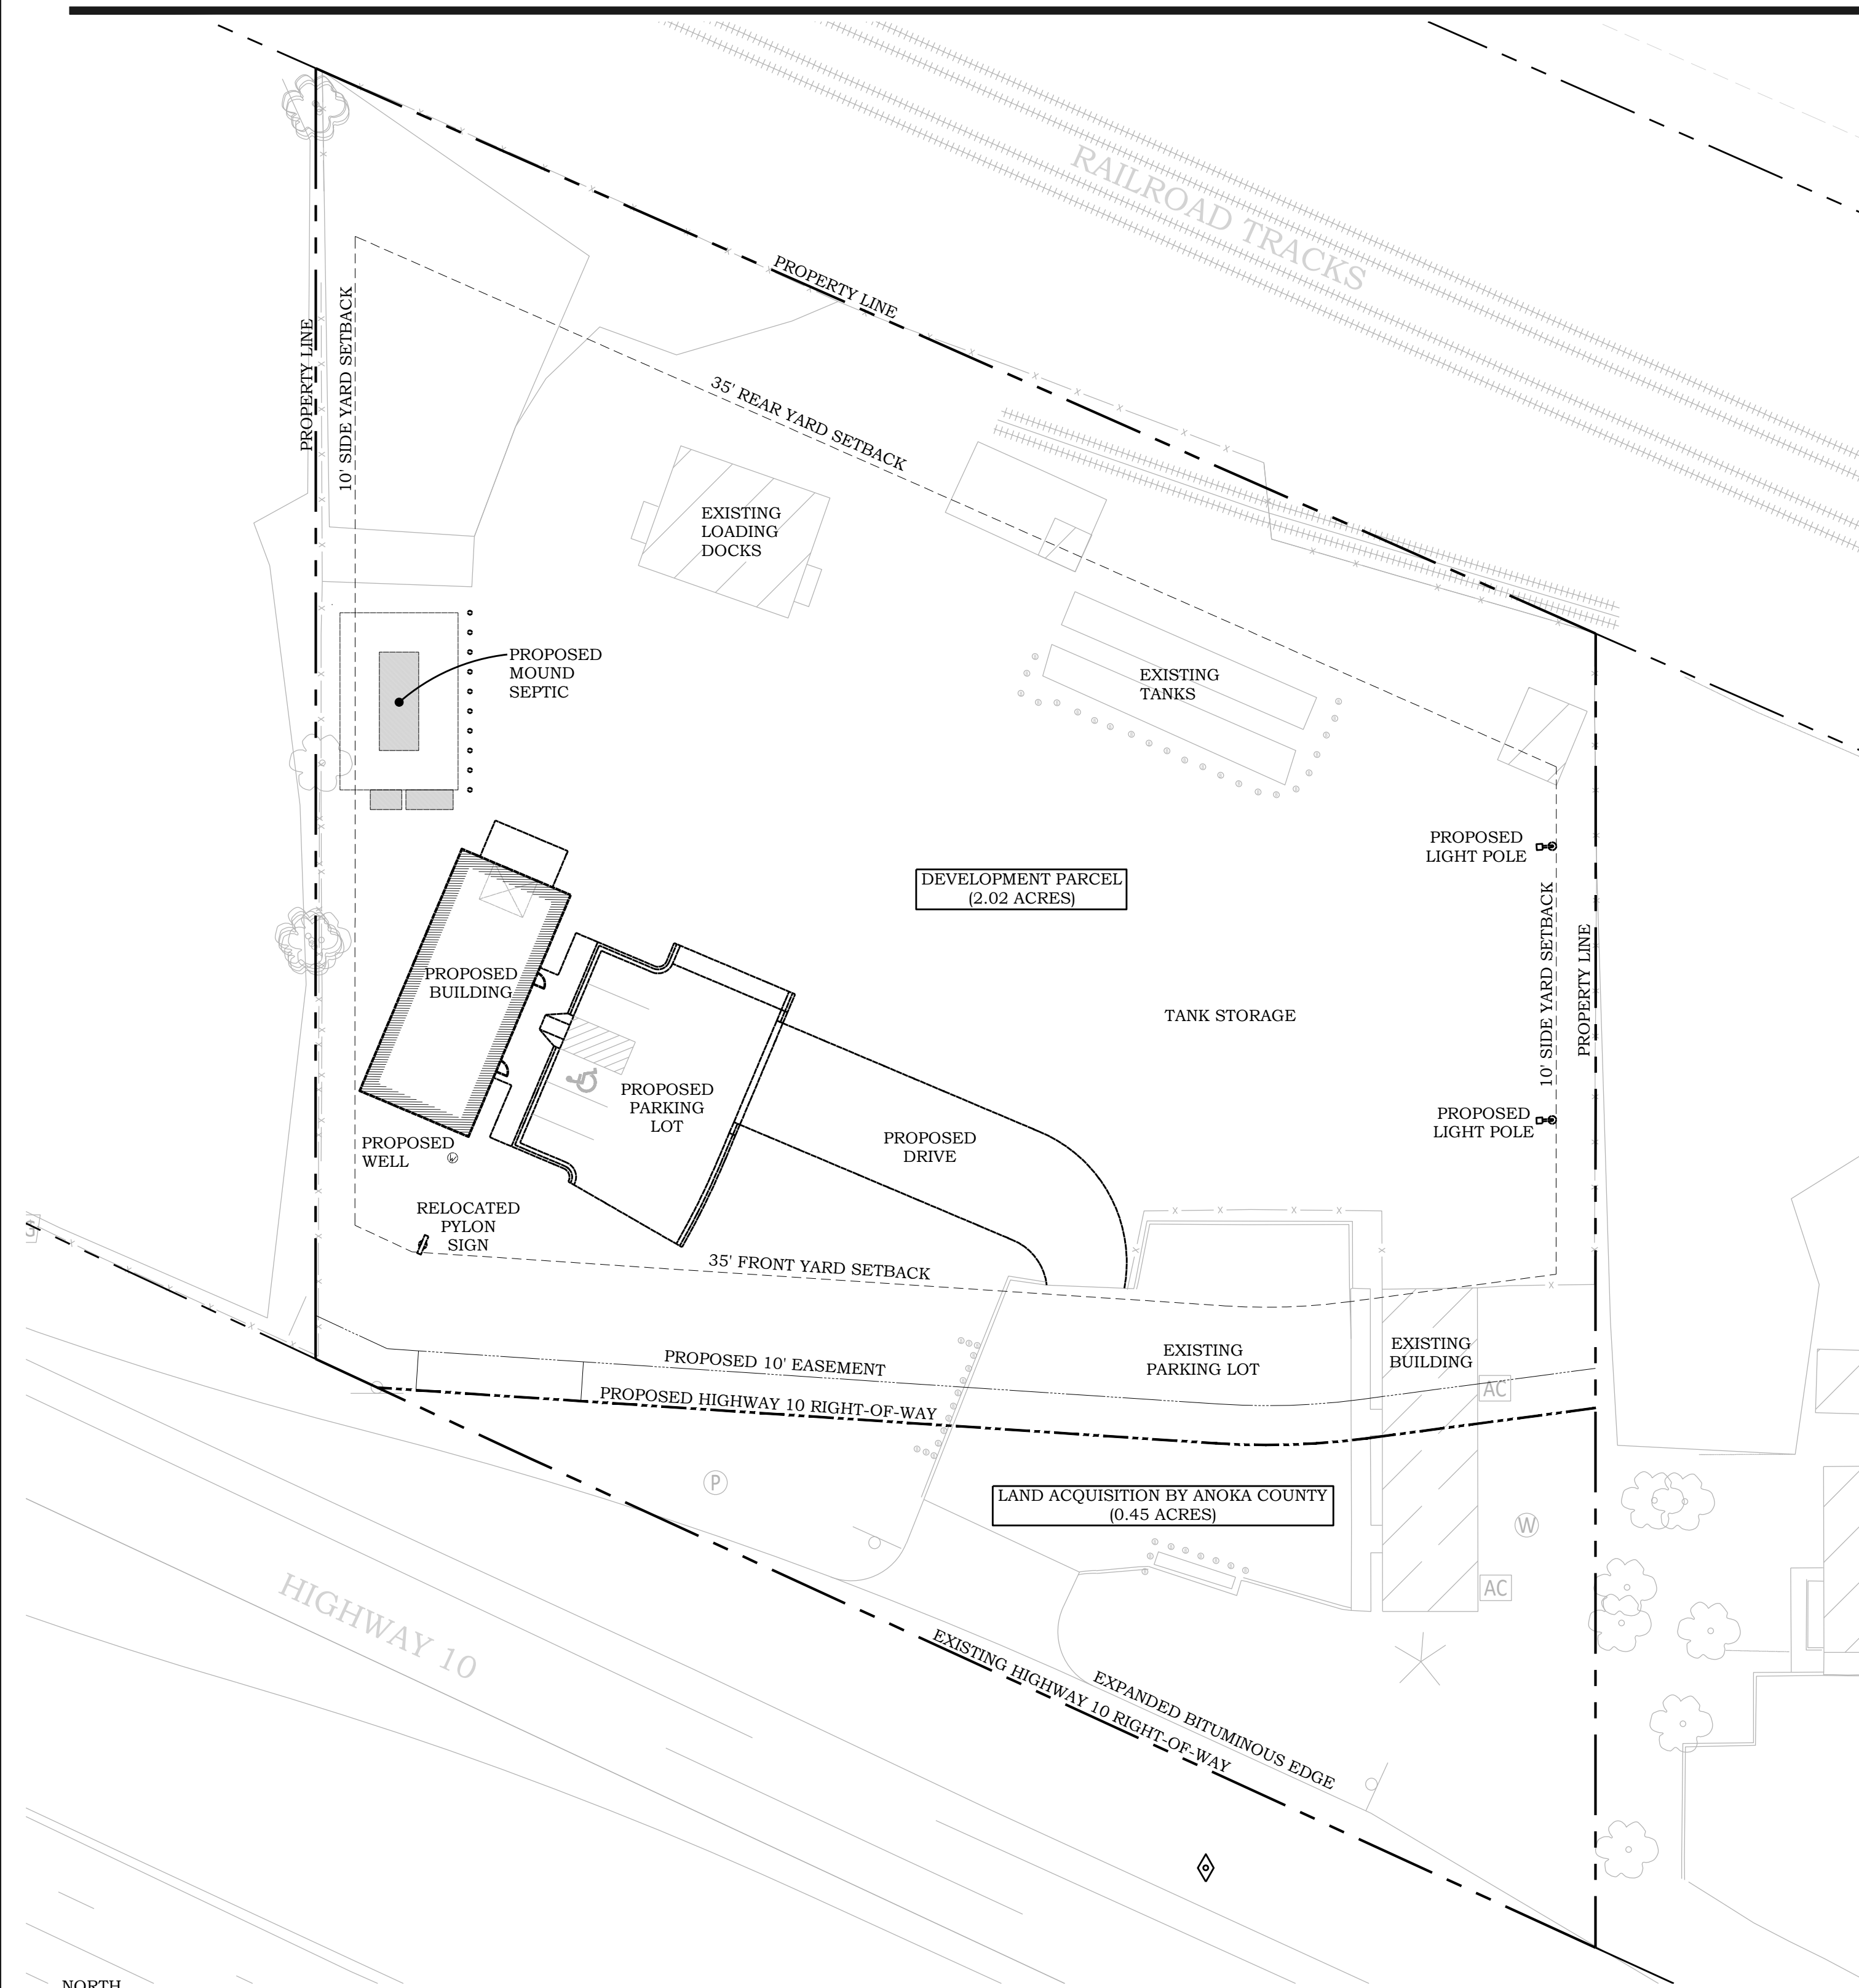 RAILROAD TRACKS
PROPERTY LINE
PROPERTY LINE
10' SIDE YARD SETBACK
35' REAR YARD SETBACK
EXISTING
LOADING
DOCKS
PROPOSED
MOUND
SEPTIC
EXISTING
TANKS
PROPOSED
LIGHT POLE
DEVELOPMENT PARCEL
(2.02 ACRES)
10' SIDE YARD SETBACK
PROPERTY LINE
PROPOSED
BUILDING
TANK STORAGE
PROPOSED
PARKING
LOT
PROPOSED
DRIVE
PROPOSED
LIGHT POLE
PROPOSED
WELL
RELOCATED
PYLON
SIGN
35' FRONT YARD SETBACK
EXISTING
PARKING LOT
EXISTING
BUILDING
PROPOSED 10' EASEMENT
AC
PROPOSED HIGHWAY 10 RIGHT-OF-WAY
P
LAND ACQUISITION BY ANOKA COUNTY
(0.45 ACRES)
W
AC
HIGHWAY 10
EXISTING HIGHWAY 10 RIGHT-OF-WAY
EXPANDED BITUMINOUS EDGE
NORTH